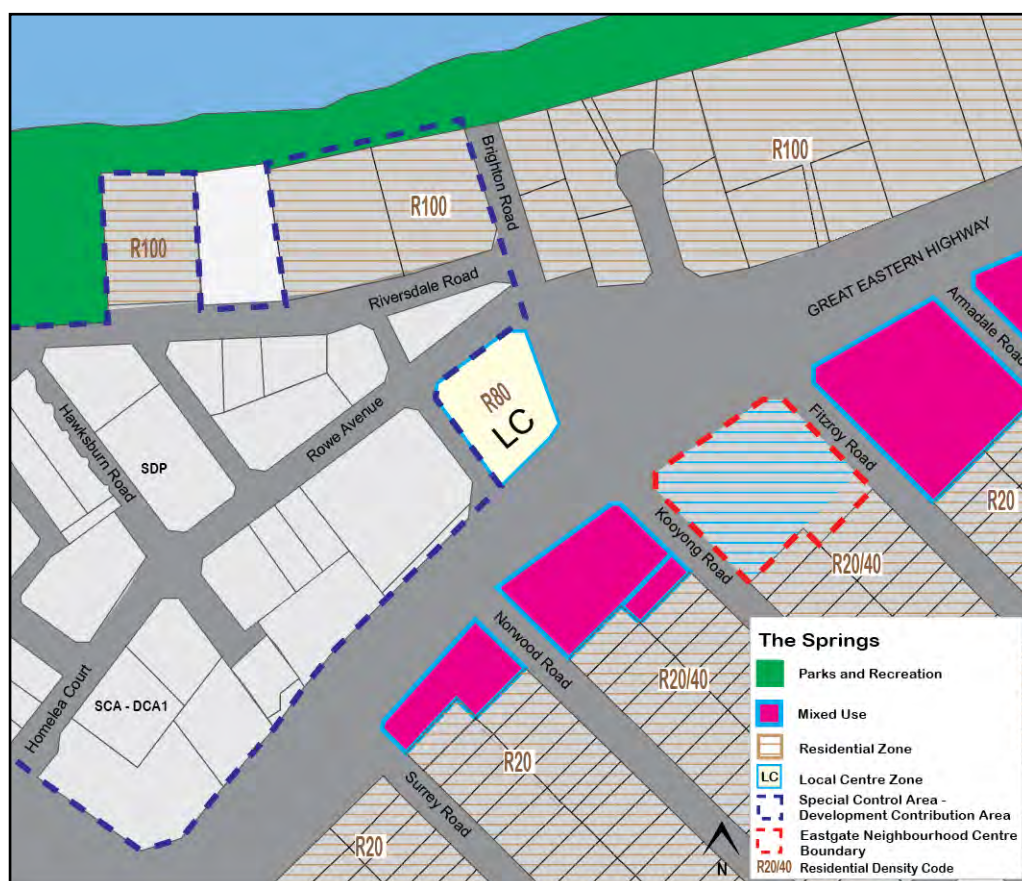 R100
R100
R100
Brighton Road
Riversdale Road
GREAT EASTERN HIGHWAY
Armadale Road
Hawksburn Road
SDP
Rowe Avenue
R80
LC
Fitzroy Road
R20
Kooyong Road
R20/40
Norwood Road
R20/40
Homelea Court
SCA - DCA1
R20
Surrey Road
R20
N
The Springs
Parks and Recreation
Mixed Use
Residential Zone
LC Local Centre Zone
Special Control Area -
Development Contribution Area
Eastgate Neighbourhood Centre
Boundary
R20/40 Residential Density Code